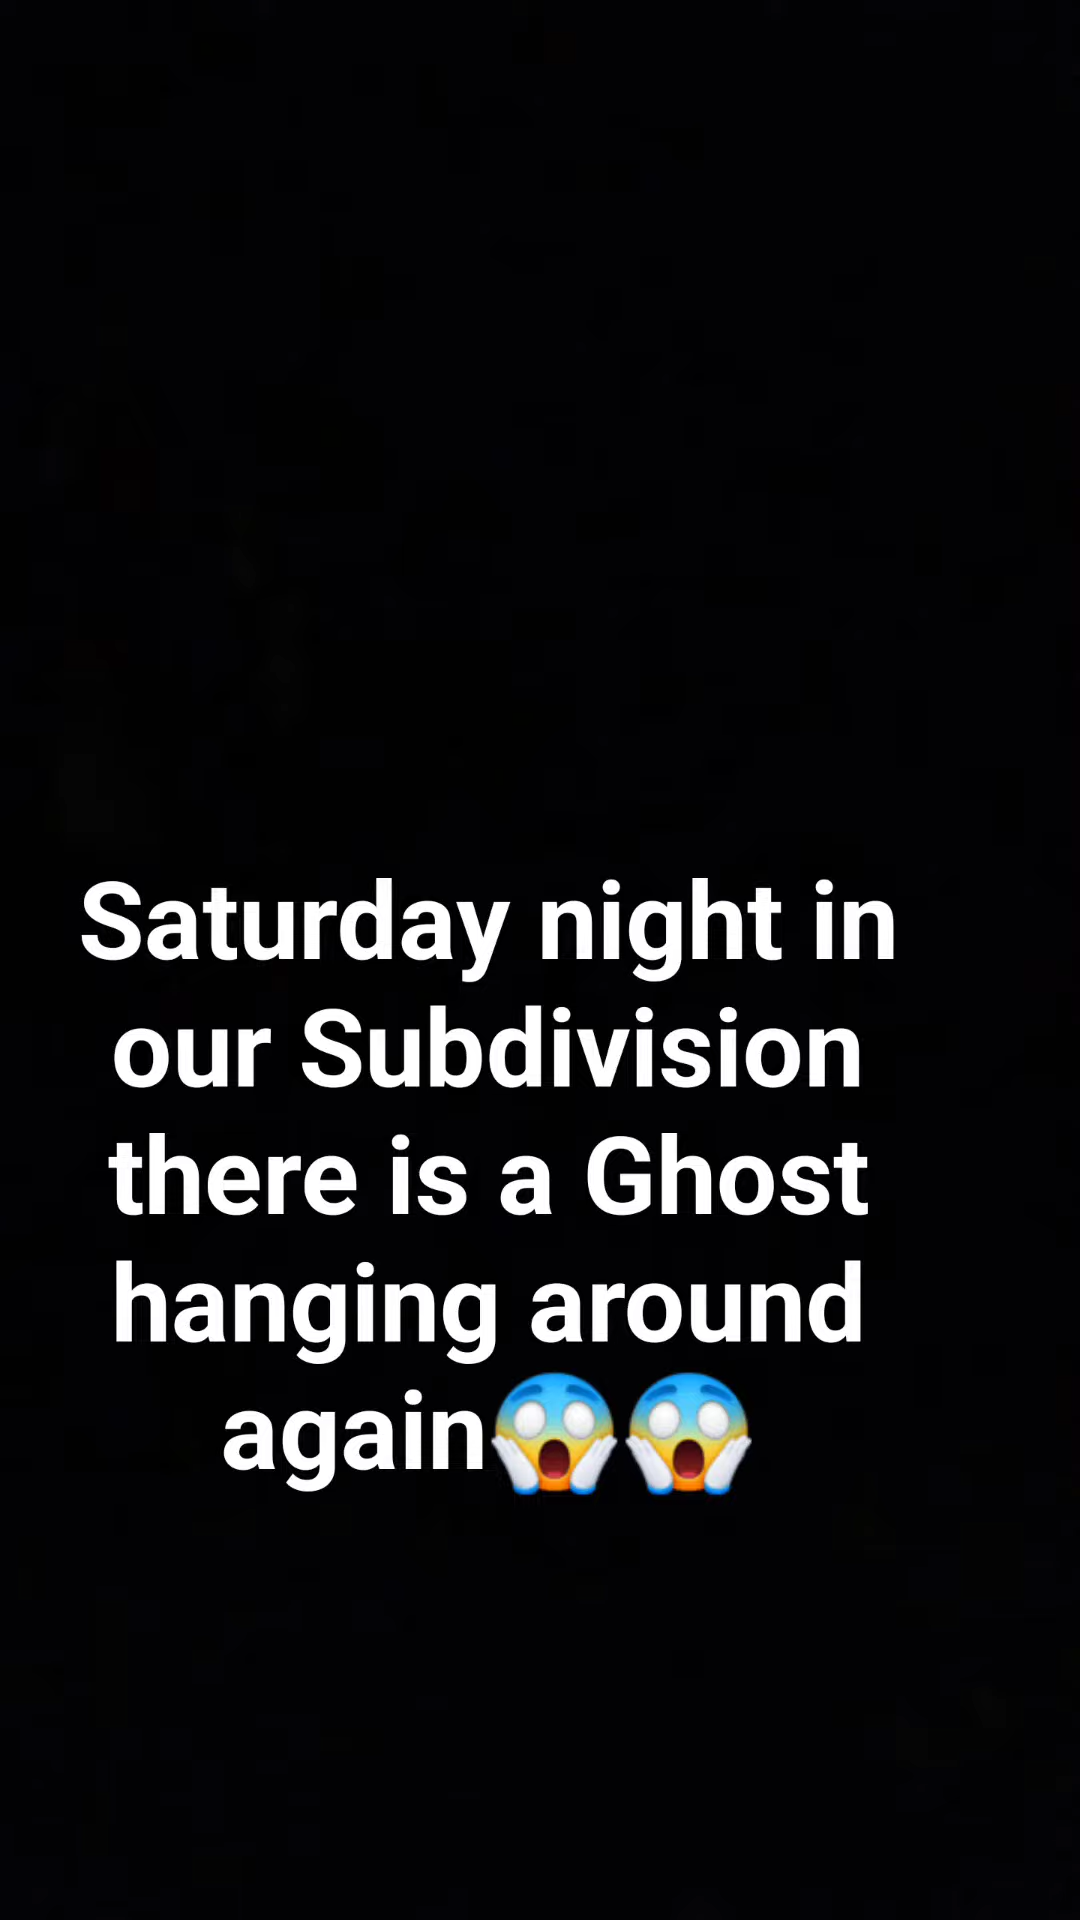 Saturday night in
our Subdivision
there is a Ghost
hanging around
again😱😱